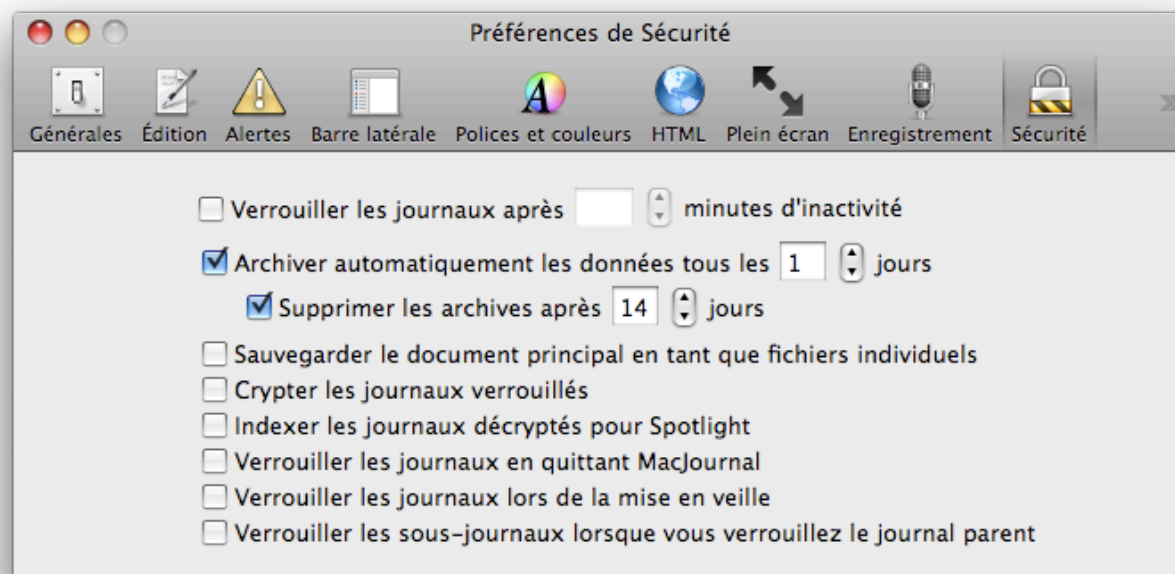 Préférences de Sécurité
Générales Édition Alertes Barre latérale Polices et couleurs HTML Plein écran Enregistrement Sécurité
Verrouiller les journaux après minutes d'inactivité
Archiver automatiquement les données tous les 1 jours
Supprimer les archives après 14 jours
Sauvegarder le document principal en tant que fichiers individuels
Crypter les journaux verrouillés
Indexer les journaux décryptés pour Spotlight
Verrouiller les journaux en quittant MacJournal
Verrouiller les journaux lors de la mise en veille
Verrouiller les sous-journaux lorsque vous verrouillez le journal parent